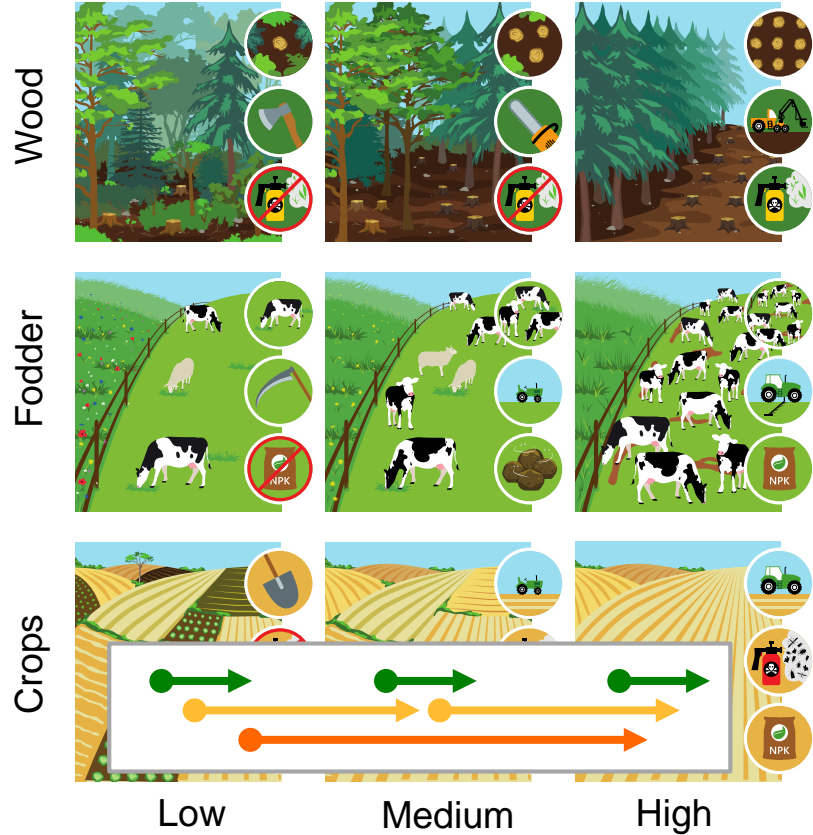 Wood
Fodder
NPK
NPK
Crops
NPK
Low
Medium
High